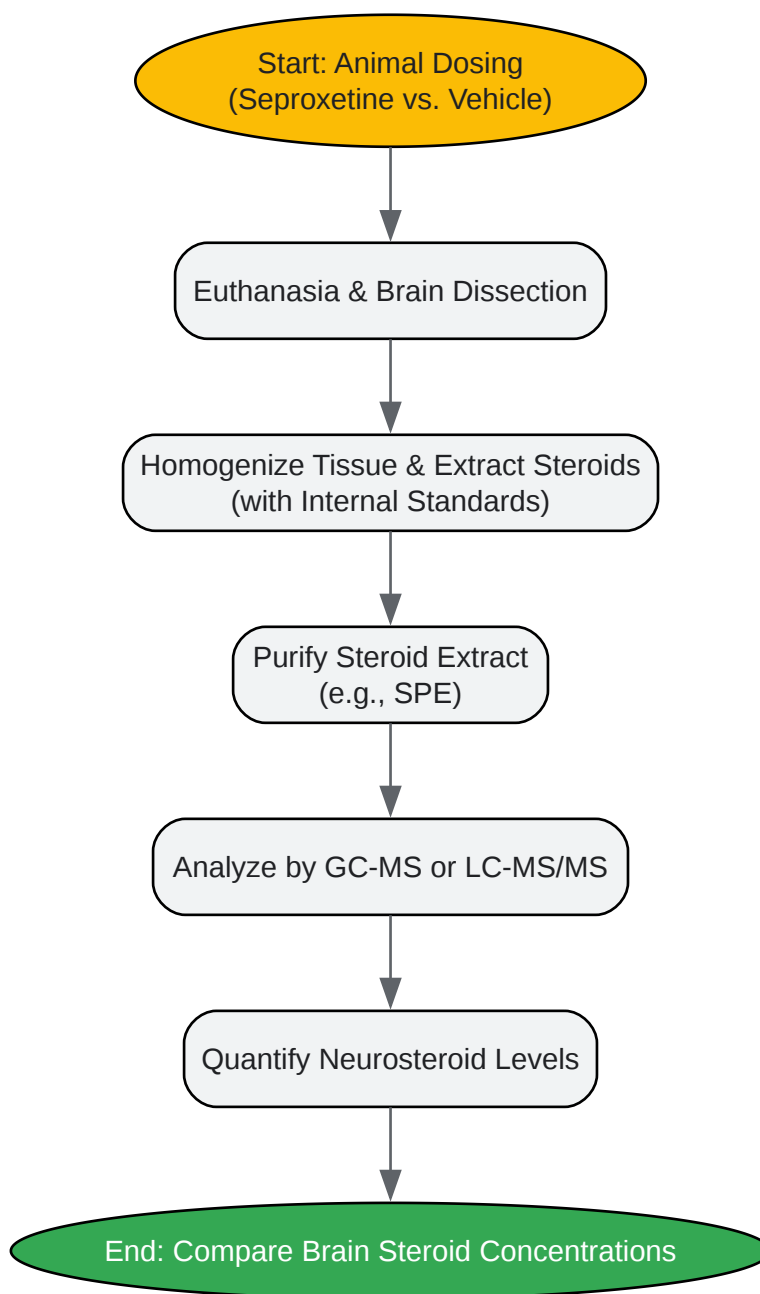 Start: Animal Dosing
(Seproxetine vs. Vehicle)
Euthanasia & Brain Dissection
Homogenize Tissue & Extract Steroids
(with Internal Standards)
Purify Steroid Extract
(e.g., SPE)
Analyze by GC-MS or LC-MS/MS
Quantify Neurosteroid Levels
End: Compare Brain Steroid Concentrations